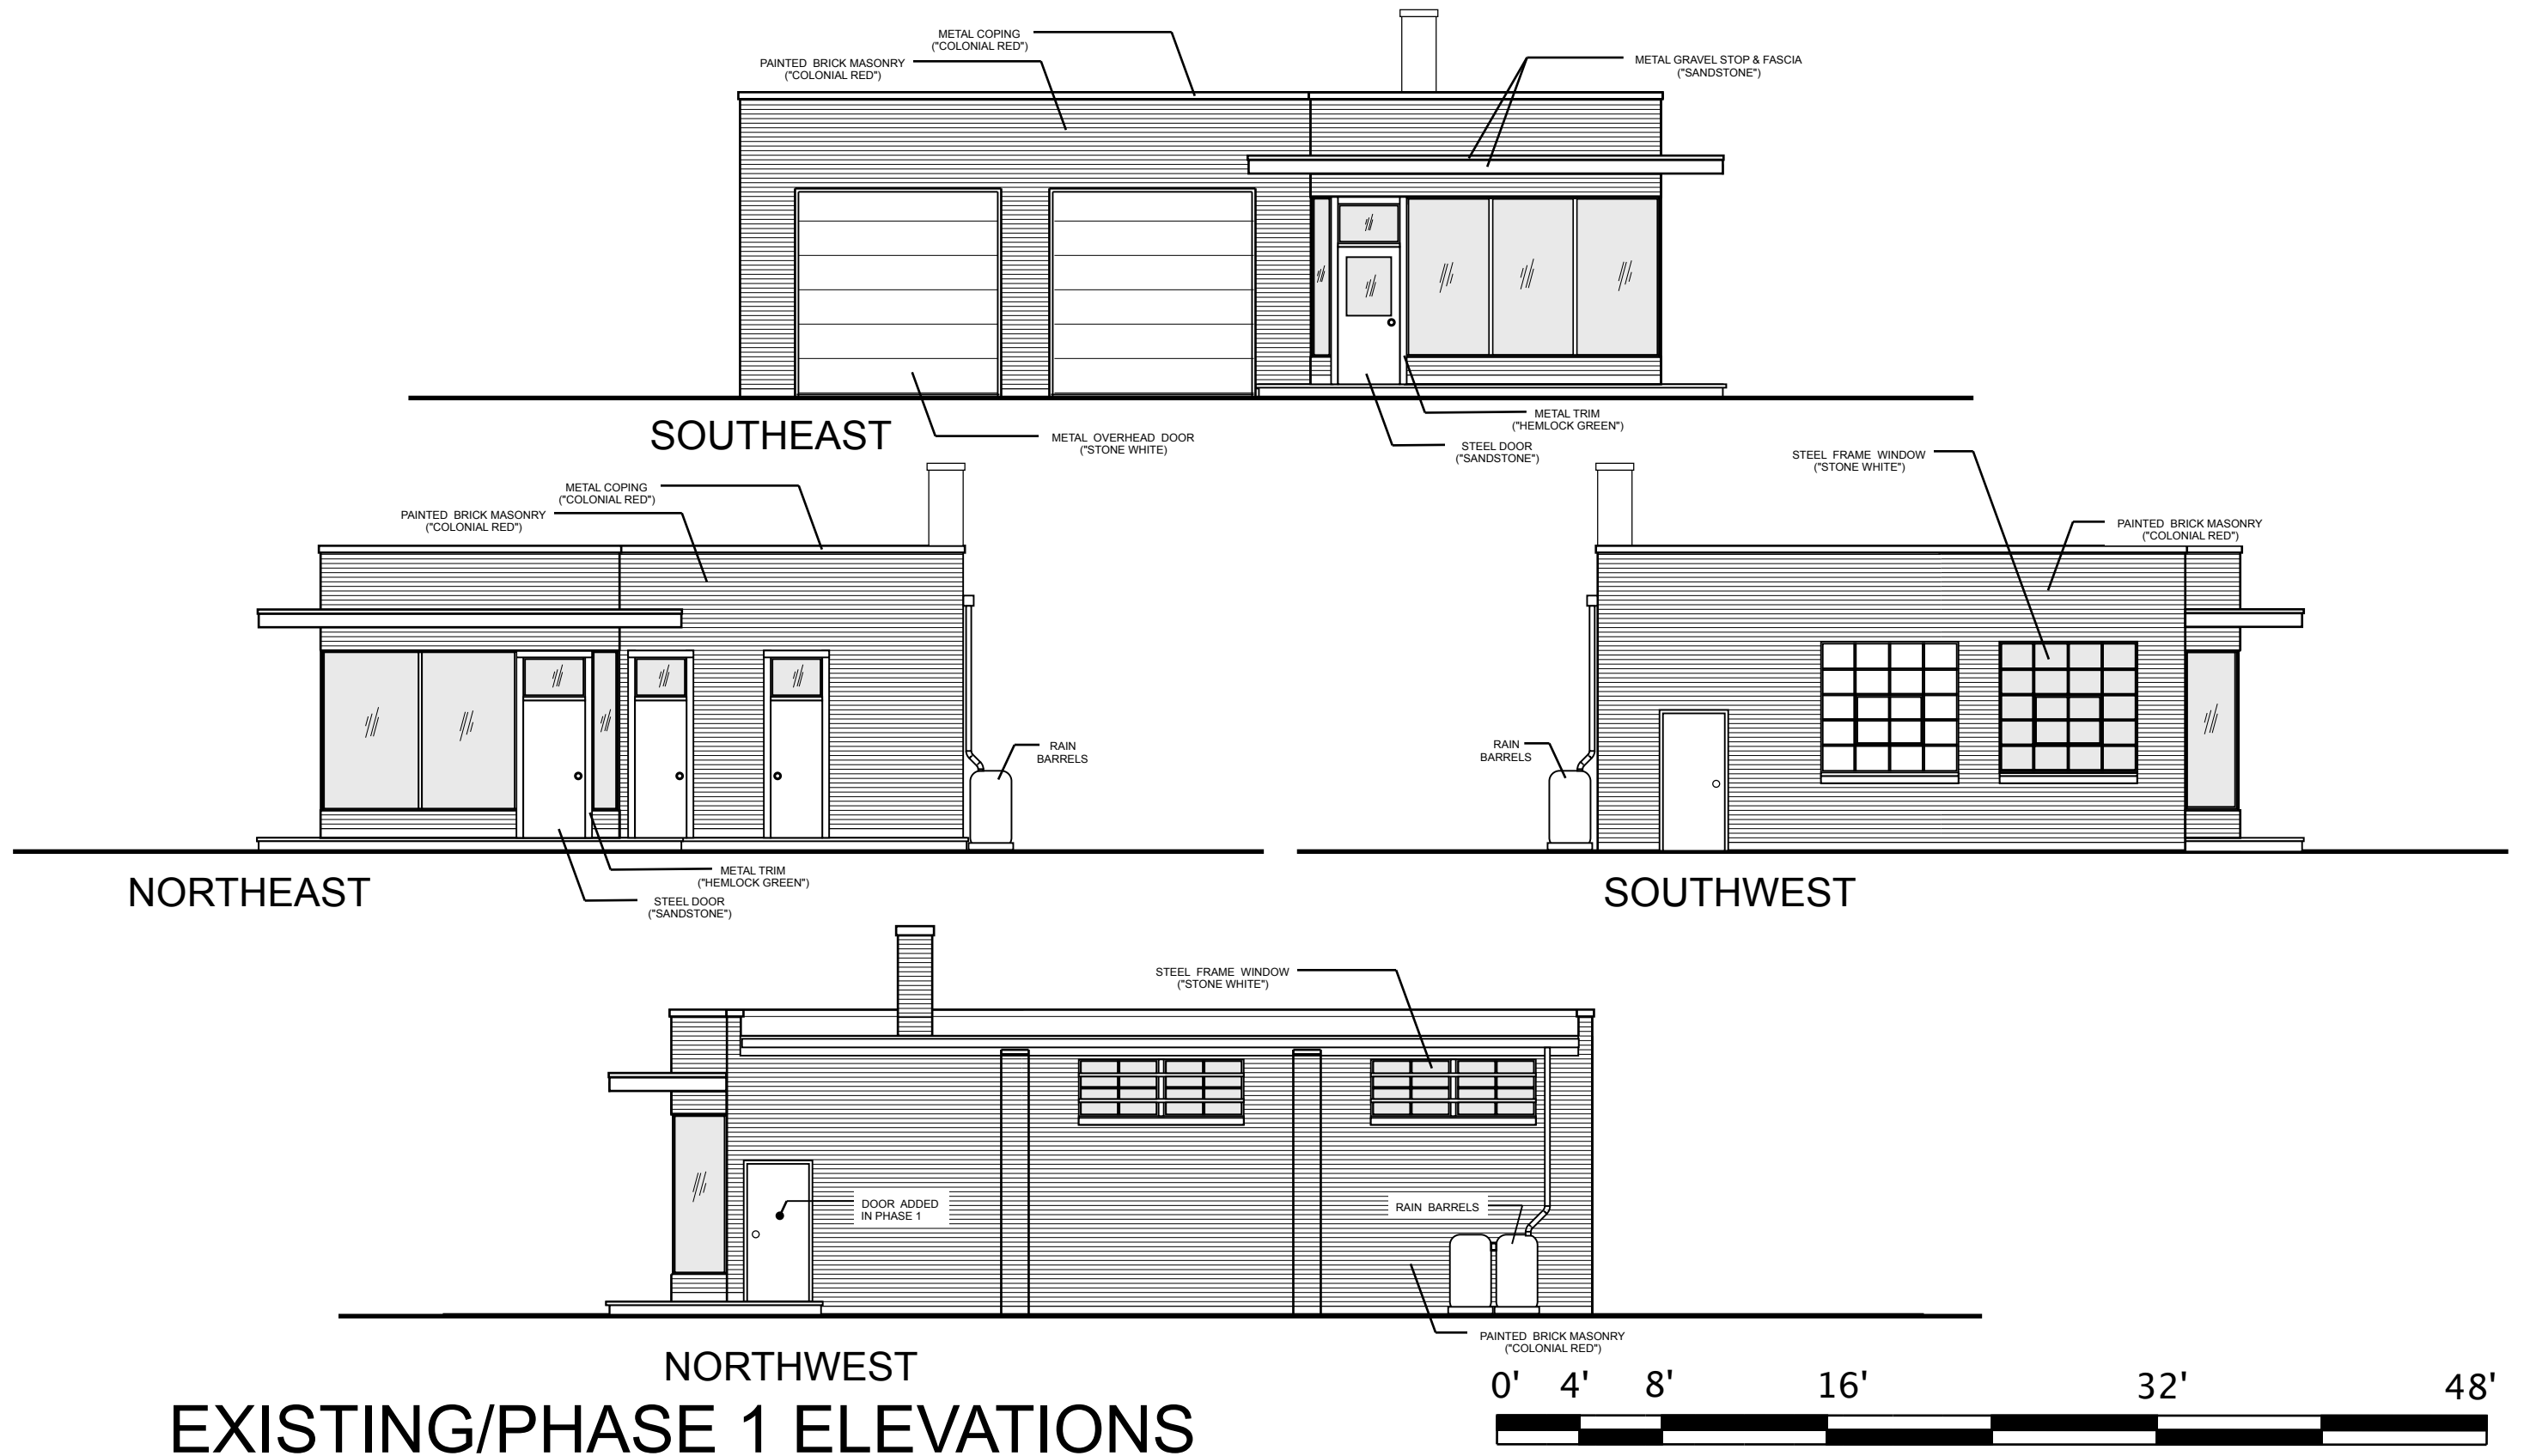 METAL COPING
("COLONIAL RED")
PAINTED BRICK MASONRY
("COLONIAL RED")
METAL GRAVEL STOP & FASCIA
("SANDSTONE")
METAL TRIM
("HEMLOCK GREEN")
SOUTHEAST
METAL OVERHEAD DOOR
("STONE WHITE)
STEEL DOOR
("SANDSTONE")
METAL COPING
("COLONIAL RED")
PAINTED BRICK MASONRY
("COLONIAL RED")
RAIN
BARRELS
METAL TRIM
("HEMLOCK GREEN")
NORTHEAST
STEEL DOOR
("SANDSTONE")
STEEL FRAME WINDOW
("STONE WHITE")
PAINTED BRICK MASONRY
("COLONIAL RED")
RAIN
BARRELS
SOUTHWEST
STEEL FRAME WINDOW
("STONE WHITE")
DOOR ADDED
IN PHASE 1
RAIN BARRELS
PAINTED BRICK MASONRY
("COLONIAL RED")
NORTHWEST
EXISTING/PHASE 1 ELEVATIONS
0' 4' 8' 16' 32' 48'